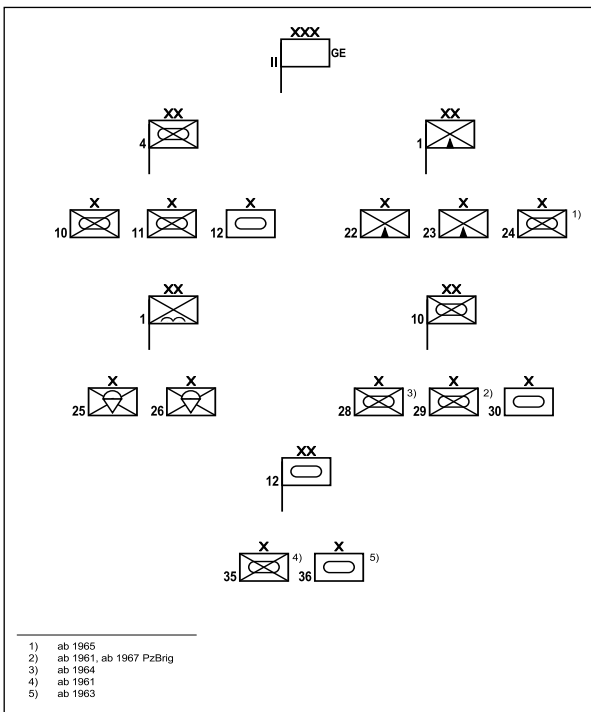 XXX
II GE
XX XX
4 1
X X X X X X
10 11 12 22 23 24 1)
XX XX
1 10
X X X X X
25 26 28 3) 29 2) 30
XX
12
X X
35 4) 36 5)
1) ab 1965
2) ab 1961, ab 1967 PzBrig
3) ab 1964
4) ab 1961
5) ab 1963